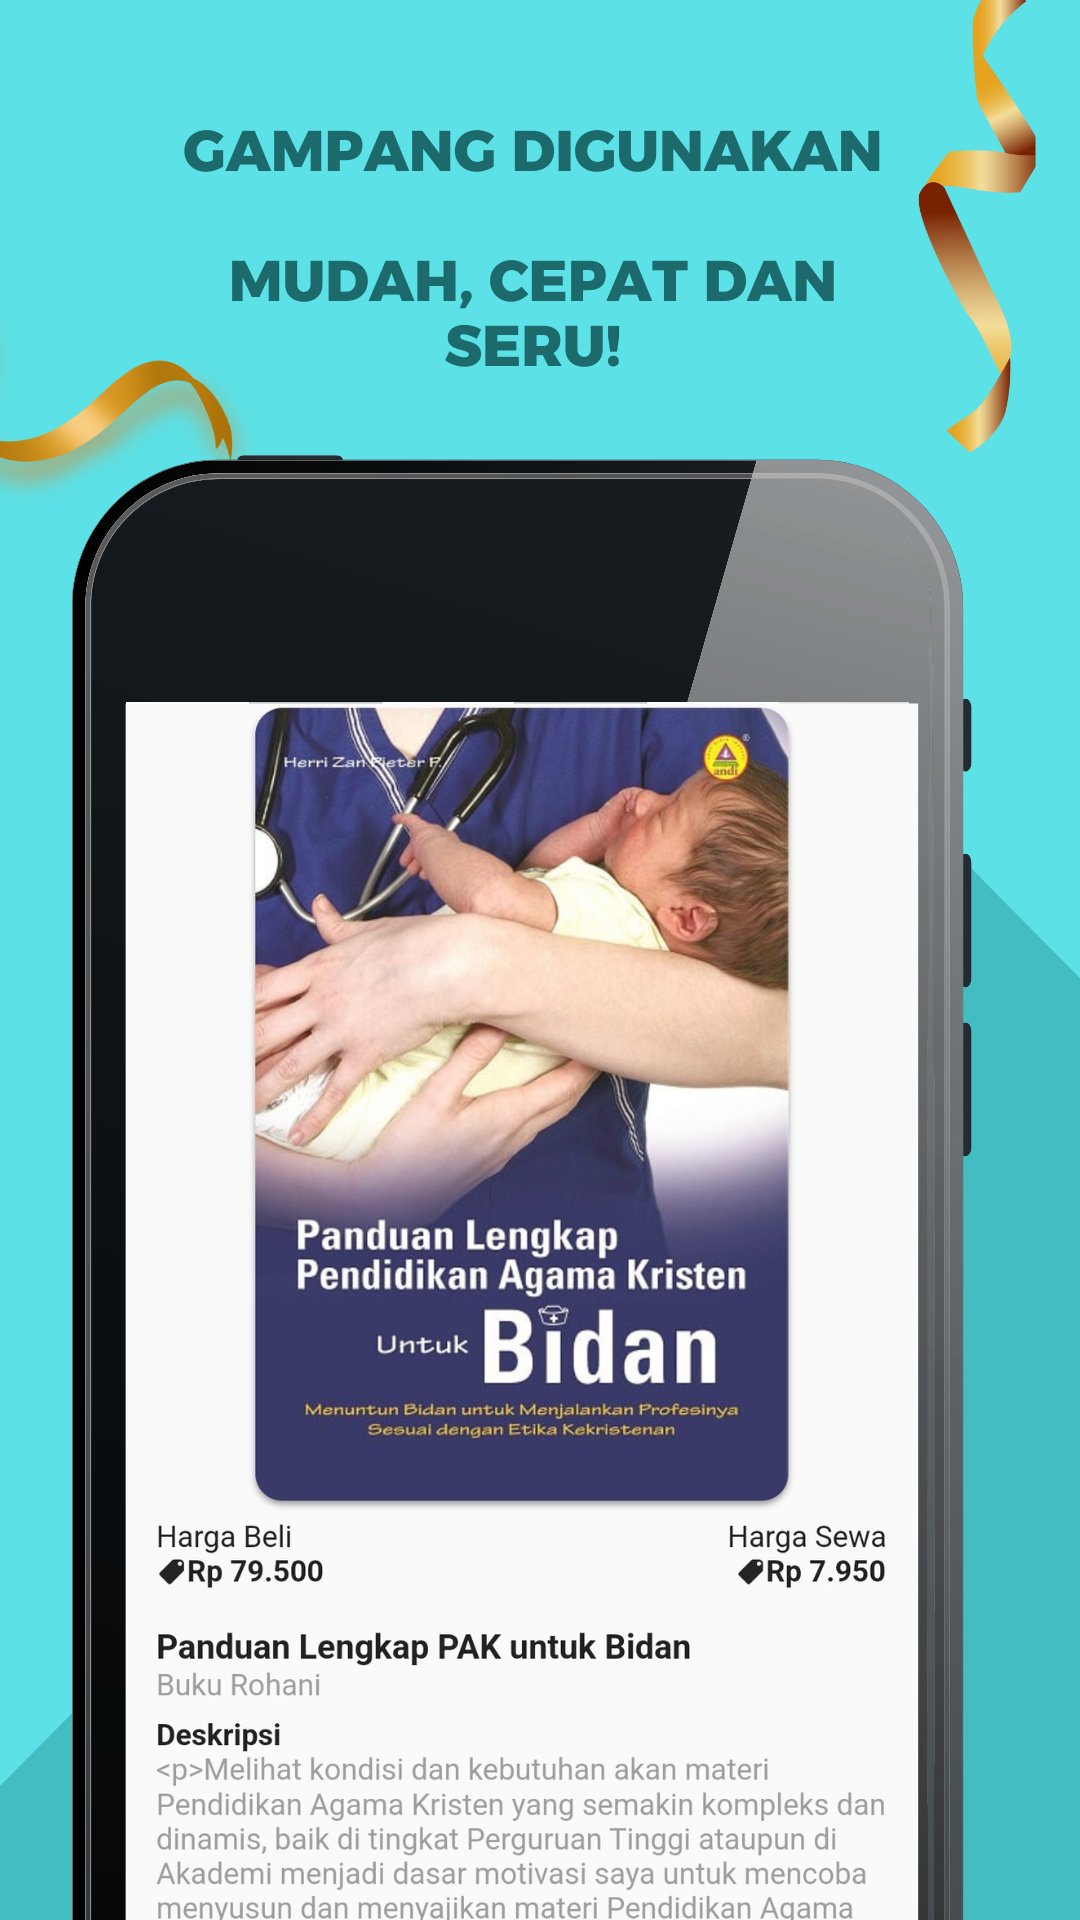 GAMPANG DIGUNAKAN
MUDAH, CEPAT DAN
SERU!
Herri Zan Pieter P.
®
andi
Panduan Lengkap
Pendidikan Agama Kristen
Untuk Bidan
Menuntun Bidan untuk Menjalankan Profesinya
Sesuai dengan Etika Kekristenan
Harga Beli
Rp 79.500
Harga Sewa
Rp 7.950
Panduan Lengkap PAK untuk Bidan
Buku Rohani
Deskripsi
<p>Melihat kondisi dan kebutuhan akan materi
Pendidikan Agama Kristen yang semakin kompleks dan
dinamis, baik di tingkat Perguruan Tinggi ataupun di
Akademi menjadi dasar motivasi saya untuk mencoba
menyusun dan menyajikan materi Pendidikan Agama